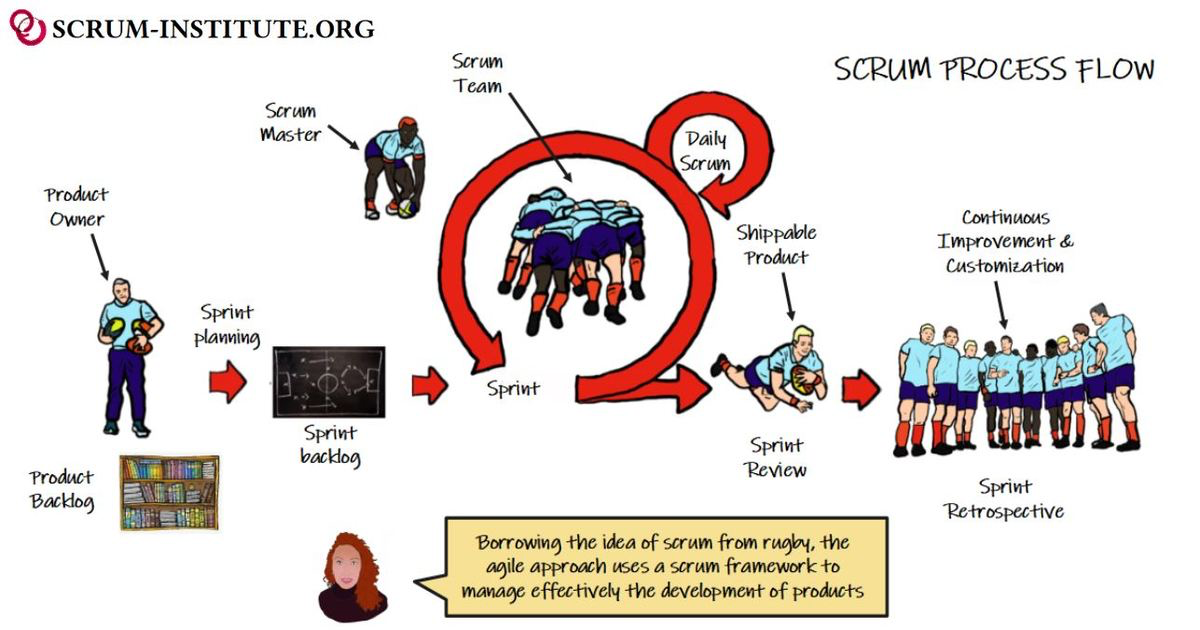 SCRUM-INSTITUTE.ORG
SCRUM PROCESS FLOW
Scrum
Team
Scrum
Master
Daily
Scrum
Product
Owner
Shippable
Product
Continuous
Improvement &
Customization
Sprint
planning
Sprint
Sprint
backlog
Sprint
Review
Product
Backlog
Sprint
Retrospective
Borrowing the idea of scrum from rugby, the
agile approach uses a scrum framework to
manage effectively the development of products